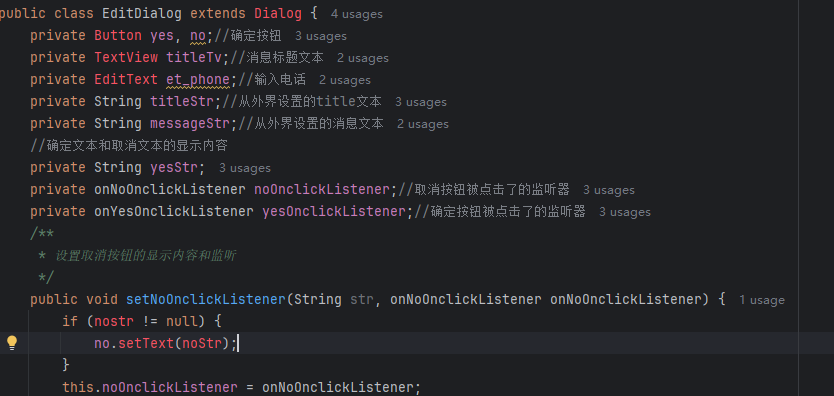 public class EditDialog extends Dialog { 4 usages
private Button yes, no;//确定按钮 3 usages
private TextView titleTv;//消息标题文本 2 usages
private EditText et_phone;//输入电话 2 usages
private String titleStr;//从外界设置的title文本 3 usages
private String messageStr;//从外界设置的消息文本 2 usages
//确定文本和取消文本的显示内容
private String yesStr; 3 usages
private onNoOnclickListener noOnclickListener;//取消按钮被点击了的监听器 3 usages
private onYesOnclickListener yesOnclickListener;//确定按钮被点击了的监听器 3 usages
/**
* 设置取消按钮的显示内容和监听
*/
public void setNoOnclickListener(String str, onNoOnclickListener onNoOnclickListener) { 1 usage
if (nostr != null) {
no.setText(noStr);
}
this.noOnclickListener = onNoOnclickListener;